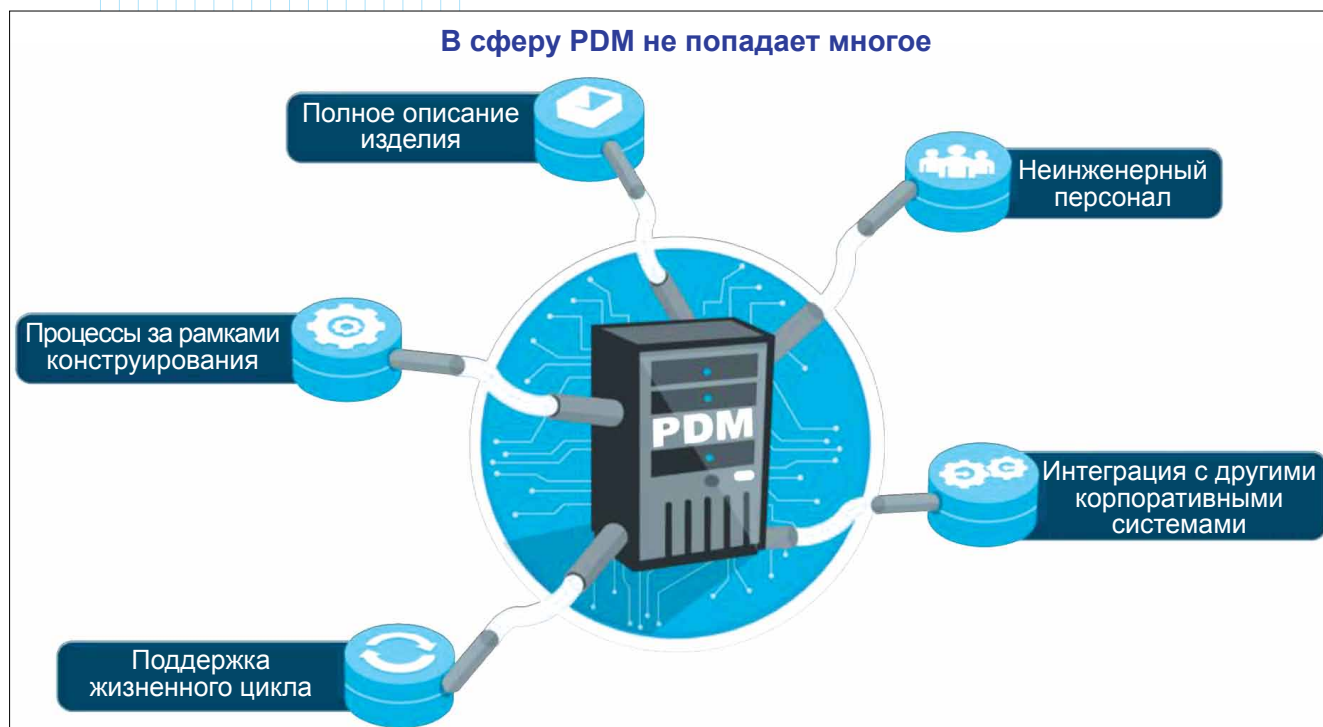 В сферу PDM не попадает многое
Полное описание
изделия
Неинженерный
персонал
Процессы за рамками
конструирования
PDM
Интеграция с другими
корпоративными
системами
Поддержка
жизненного цикла